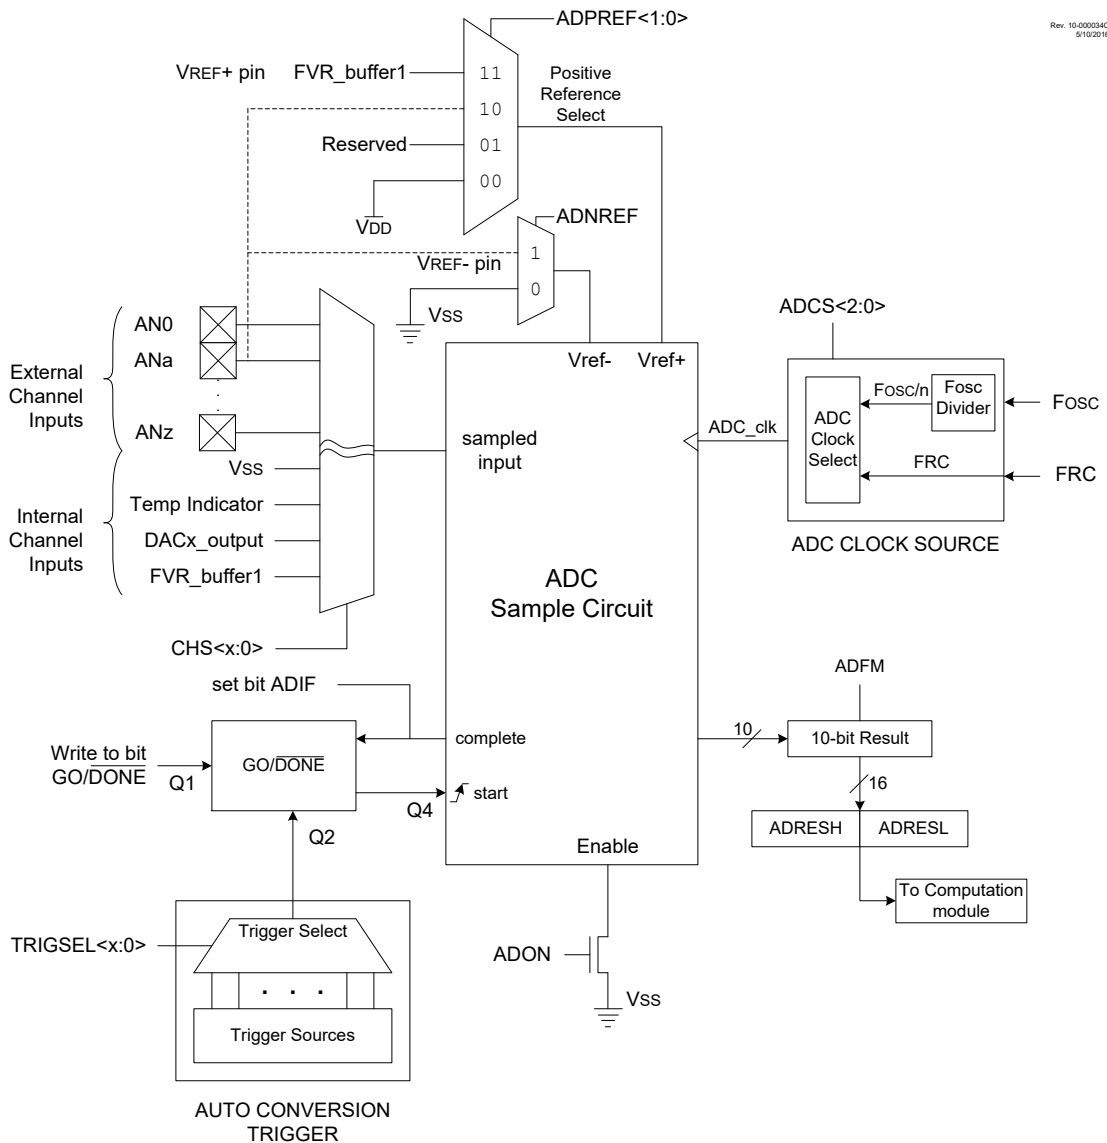 ADPREF<1:0>
Rev. 10-000034C
5/10/2016
VREF+ pin
FVR_buffer1
11
Positive
Reference
Select
10
Reserved
01
00
VDD
ADNREF
VREF- pin
1
0
VSS
External
Channel
Inputs
AN0
ANa
.
.
.
ANz
Internal
Channel
Inputs
VSS
Temp Indicator
DACx_output
FVR_buffer1
CHS<x:0>
Vref-
Vref+
sampled
input
ADC
Sample Circuit
complete
start
Enable
ADC_clk
ADCS<2:0>
ADC
Clock
Select
FOSC/n
Fosc
Divider
FOSC
FRC
FRC
ADC CLOCK SOURCE
set bit ADIF
Write to bit
GO/DONE
Q1
GO/DONE
Q4
Q2
ADFM
10
10-bit Result
16
ADRESH
ADRESL
To Computation
module
ADON
VSS
TRIGSEL<x:0>
Trigger Select
. . .
Trigger Sources
AUTO CONVERSION
TRIGGER